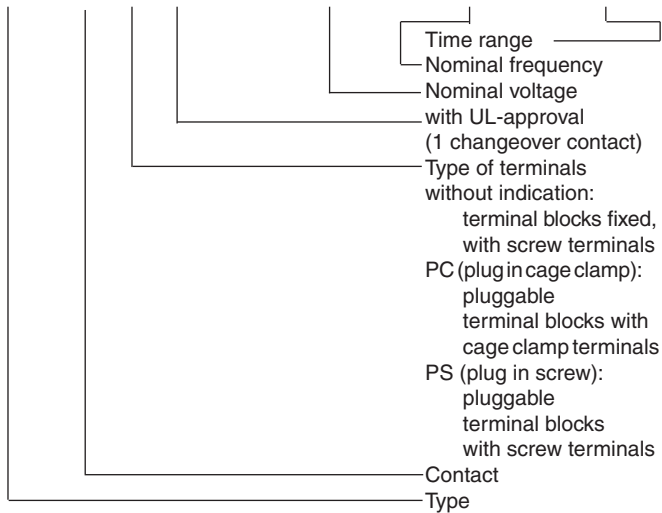 Time range
Nominal frequency
Nominal voltage
with UL-approval
(1 changeover contact)
Type of terminals
without indication:
terminal blocks fixed,
with screw terminals
PC (plug in cage clamp):
pluggable
terminal blocks with
cage clamp terminals
PS (plug in screw):
pluggable
terminal blocks
with screw terminals
Contact
Type